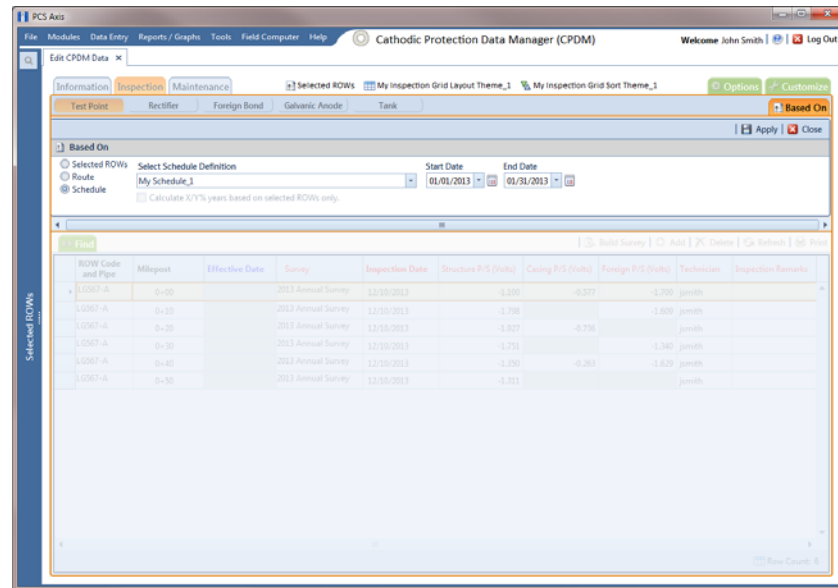 PCS Axis
File Modules Data Entry Reports / Graphs Tools Field Computer Help Cathodic Protection Data Manager (CPDM) Welcome John Smith Log Out
Edit CPDM Data
Information Inspection Maintenance Selected ROWs My Inspection Grid Layout Theme_1 My Inspection Grid Sort Theme_1 Options Customize
Test Point Rectifier Foreign Bond Galvanic Anode Tank Based On
Apply Close
Based On
Selected ROWs Select Schedule Definition Start Date End Date
Route My Schedule_1 01/01/2013 01/31/2013
Schedule Calculate X/Y% years based on selected ROWs only.
Find Build Survey Add Delete Refresh Print
ROW Code and Pipe Milepost Effective Date Survey Inspection Date Structure P/S (Volts) Casing P/S (Volts) Foreign P/S (Volts) Technician Inspection Remarks
LG567-A 0+00 2013 Annual Survey 12/10/2013 -1.100 -0.377 -1.700 jsmith
LG567-A 0+10 2013 Annual Survey 12/10/2013 -1.600 jsmith
LG567-A 0+20 2013 Annual Survey 12/10/2013 -1.827 -0.736 jsmith
LG567-A 0+30 2013 Annual Survey 12/10/2013 -1.751 -1.340 jsmith
LG567-A 0+40 2013 Annual Survey 12/10/2013 -1.350 -0.263 -1.620 jsmith
LG567-A 0+50 2013 Annual Survey 12/10/2013 -1.311 jsmith
Selected ROWs
Row Count: 6